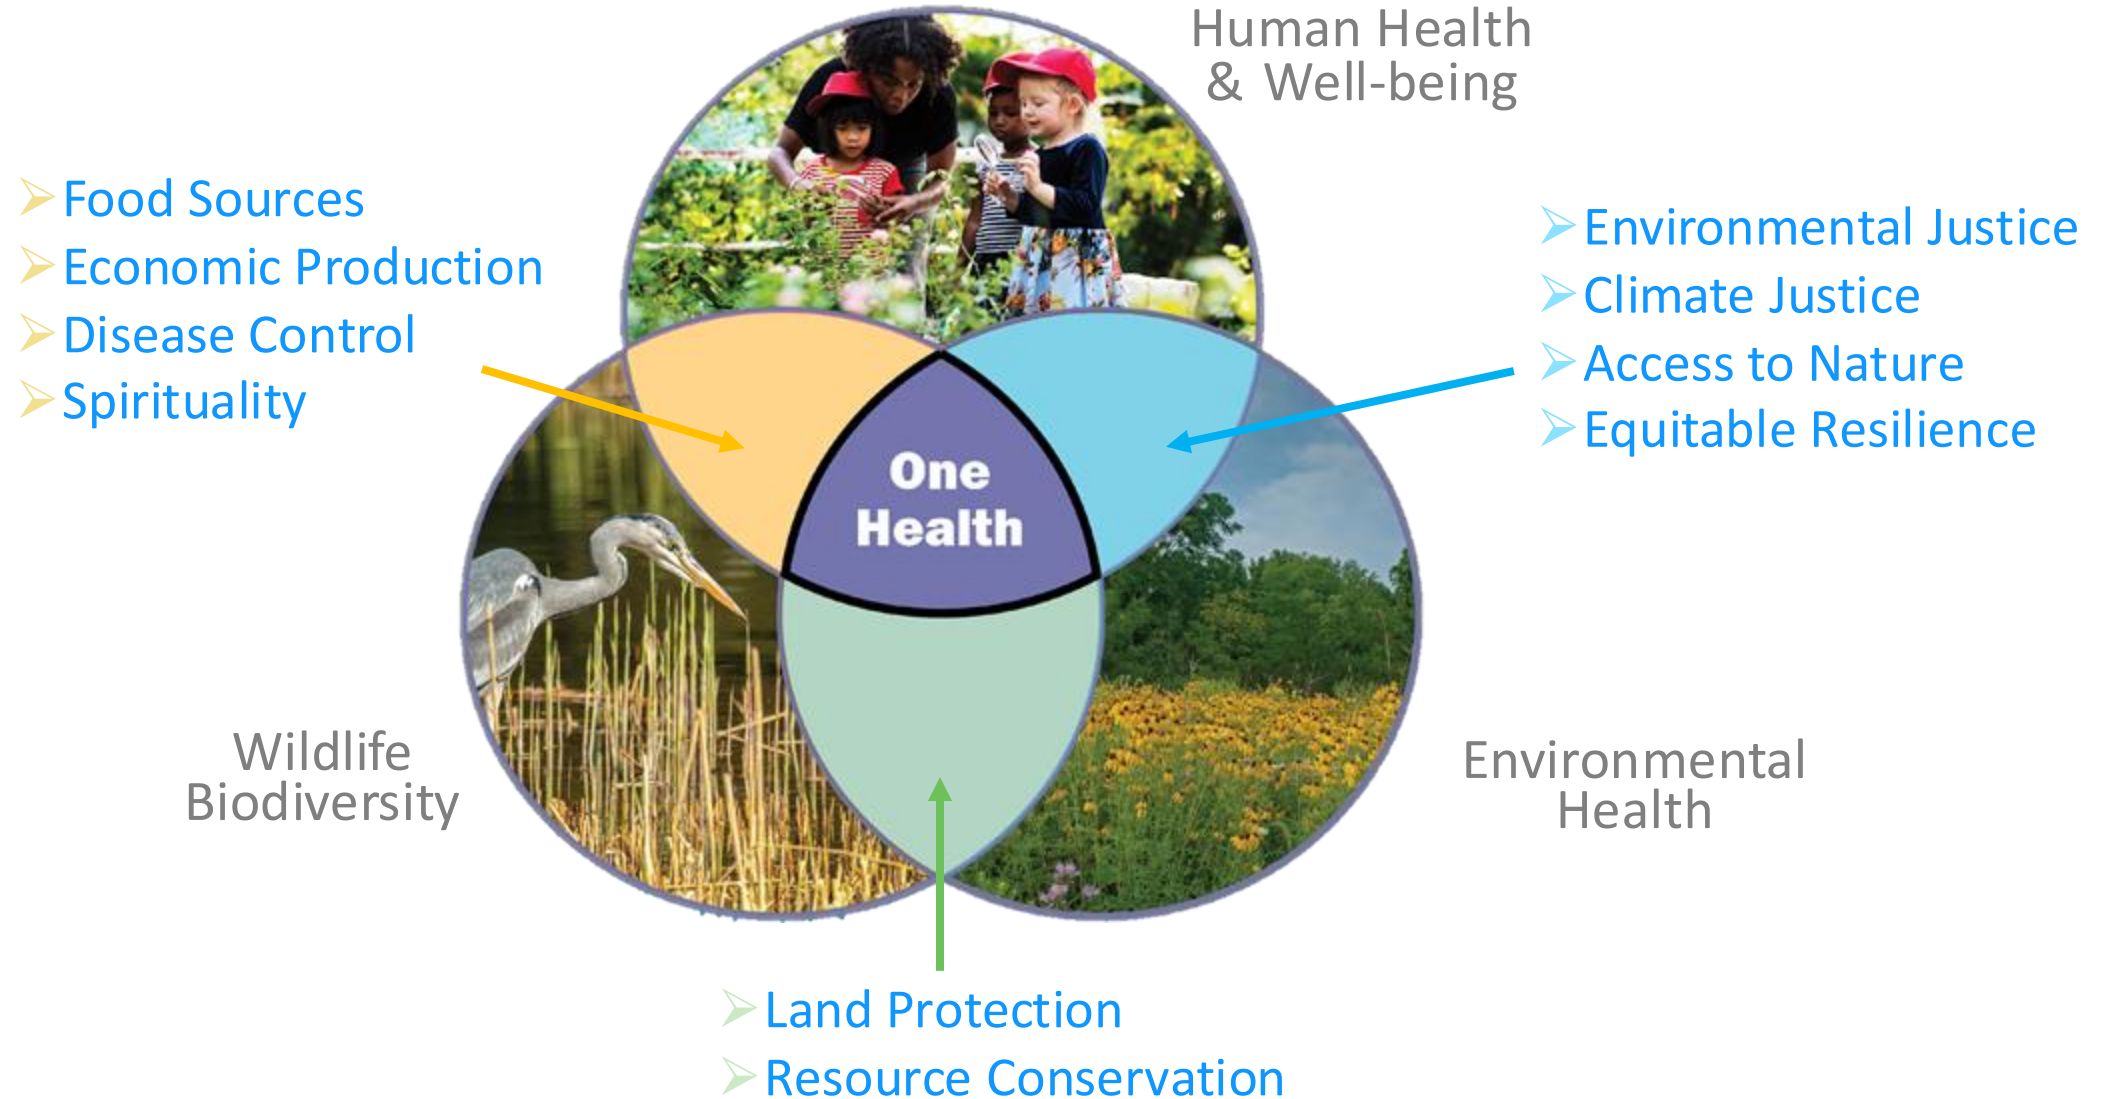 Human Health
& Well-being
Food Sources
Economic Production
Disease Control
Spirituality
Environmental Justice
Climate Justice
Access to Nature
Equitable Resilience
One
Health
Wildlife
Biodiversity
Environmental
Health
Land Protection
Resource Conservation